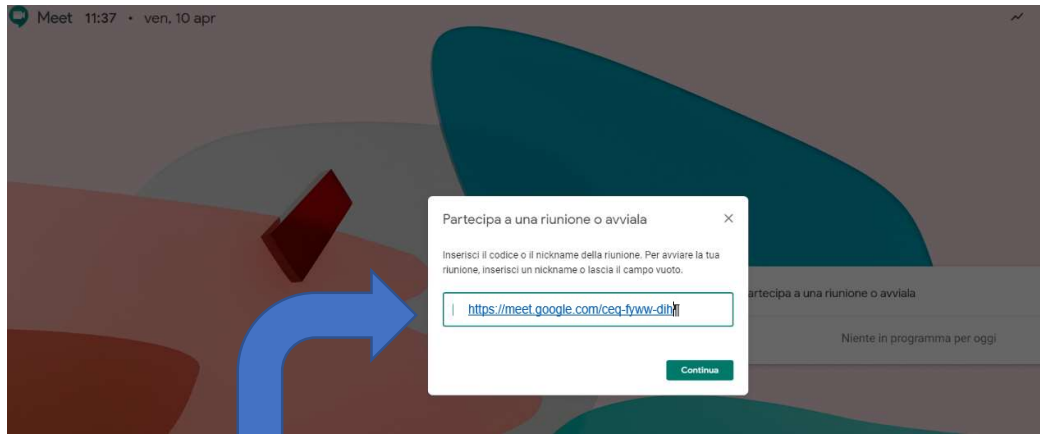 Meet 11:37 • ven, 10 apr
Partecipa a una riunione o avviala
Inserisci il codice o il nickname della riunione. Per avviare la tua
riunione, inserisci un nickname o lascia il campo vuoto.
https://meet.google.com/ceq-fyww-dih¶
Continua
artecipa a una riunione o avviala
Niente in programma per oggi